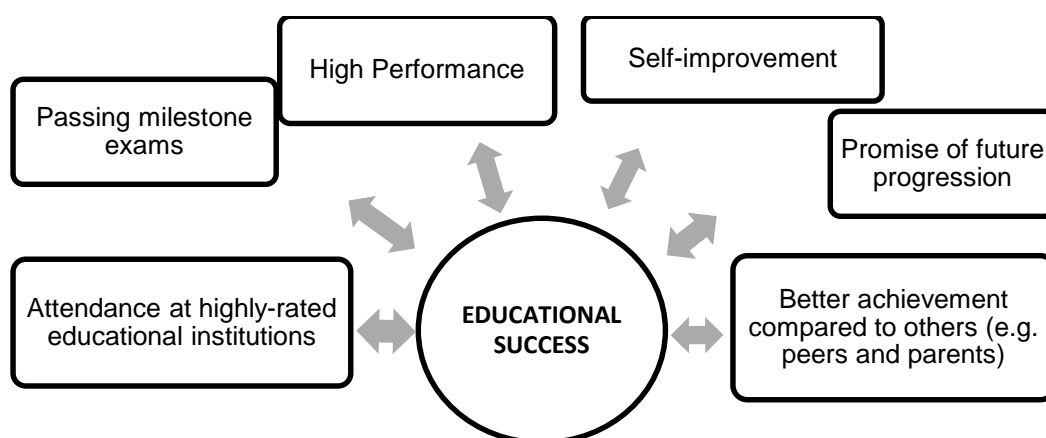 High Performance
Self-improvement
Passing milestone
exams
Promise of future
progression
Attendance at highly-rated
educational institutions
EDUCATIONAL
SUCCESS
Better achievement
compared to others (e.g.
peers and parents)